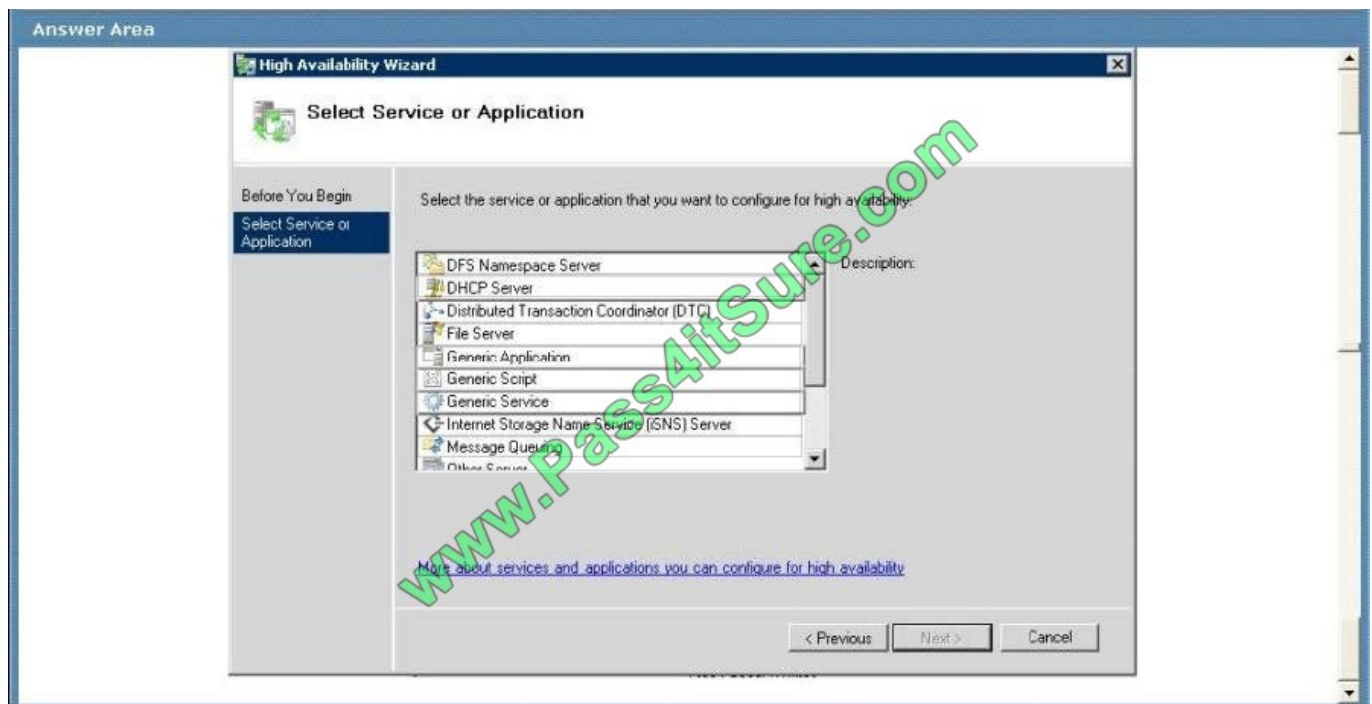 Answer Area
High Availability Wizard
Select Service or Application
Before You Begin
Select Service or
Application
Select the service or application that you want to configure for high availability:
DFS Namespace Server
DHCP Server
Distributed Transaction Coordinator (DTC)
File Server
Generic Application
Generic Script
Generic Service
Internet Storage Name Service (iSNS) Server
Message Queuing
Other Server
Description:
www.Pass4itSure.com
More about services and applications you can configure for high availability
< Previous
Next >
Cancel